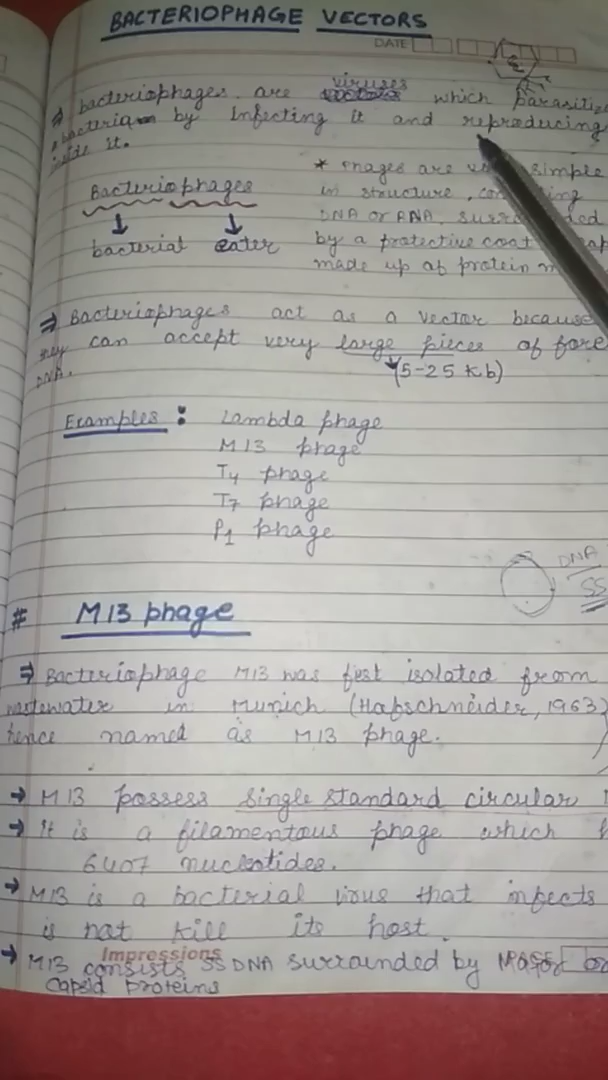 BACTERIOPHAGE VECTORS
DATE
⇒ bacteriophages are viruses which parasitize
bacteria by infecting it and reproducing
inside it.
Bacteriophages
bacterial eater
* Phages are simple
in structure,
DNA or RNA
by a protective coat
made up of protein
⇒ Bacteriophages act as a vector because
they can accept very large pieces of
DNA.
(5-25 Kb)
Examples : Lambda phage
M13 phage
T4 phage
T7 phage
P1 phage
DNA
SS
# M13 phage
⇒ Bacteriophage M13 was first isolated from
wastewater in Munich (Hofschneider, 1963)
hence named as M13 phage.
→ M13 possess single standard circular
→ It is a filamentous phage which
6407 nucleotides.
→ M13 is a bacterial virus that infects
is not kill its host.
Impressions
→ M13 consists SSDNA surrounded by
capsid proteins